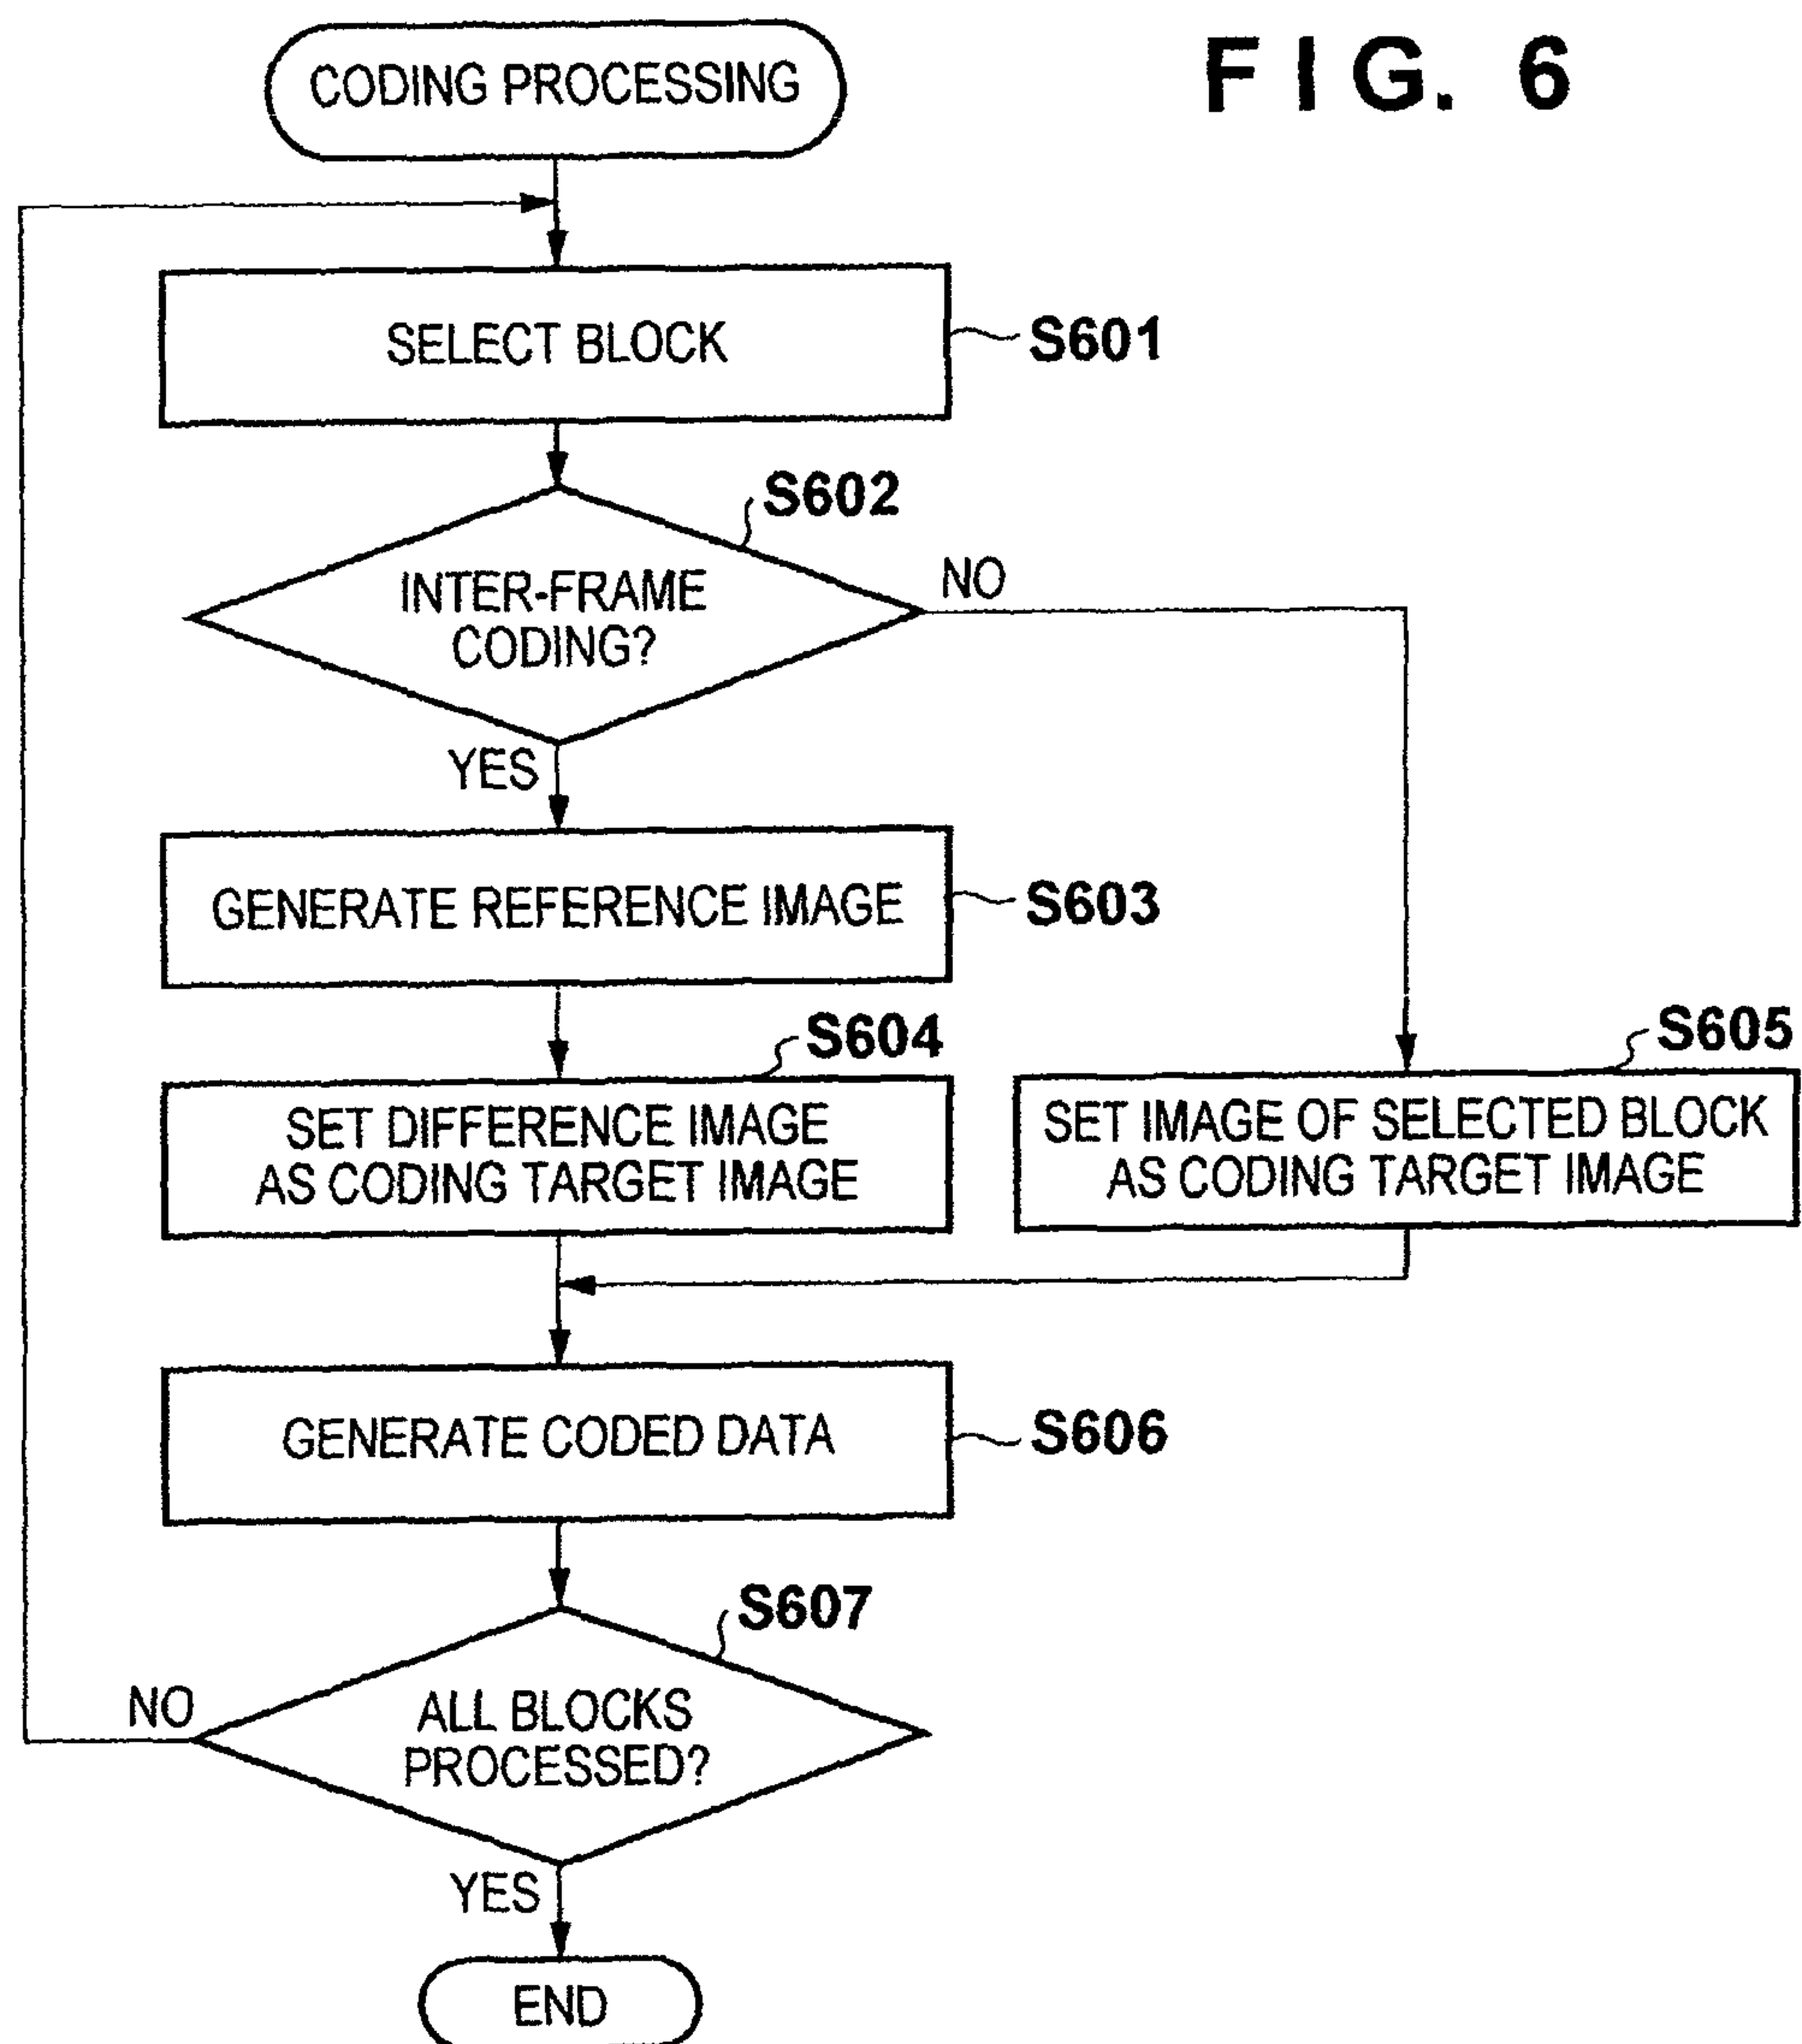 FIG. 6
CODING PROCESSING
SELECT BLOCK
S601
S602
INTER-FRAME
CODING?
NO
YES
GENERATE REFERENCE IMAGE
S603
S604
SET DIFFERENCE IMAGE
AS CODING TARGET IMAGE
S605
SET IMAGE OF SELECTED BLOCK
AS CODING TARGET IMAGE
GENERATE CODED DATA
S606
S607
ALL BLOCKS
PROCESSED?
NO
YES
END